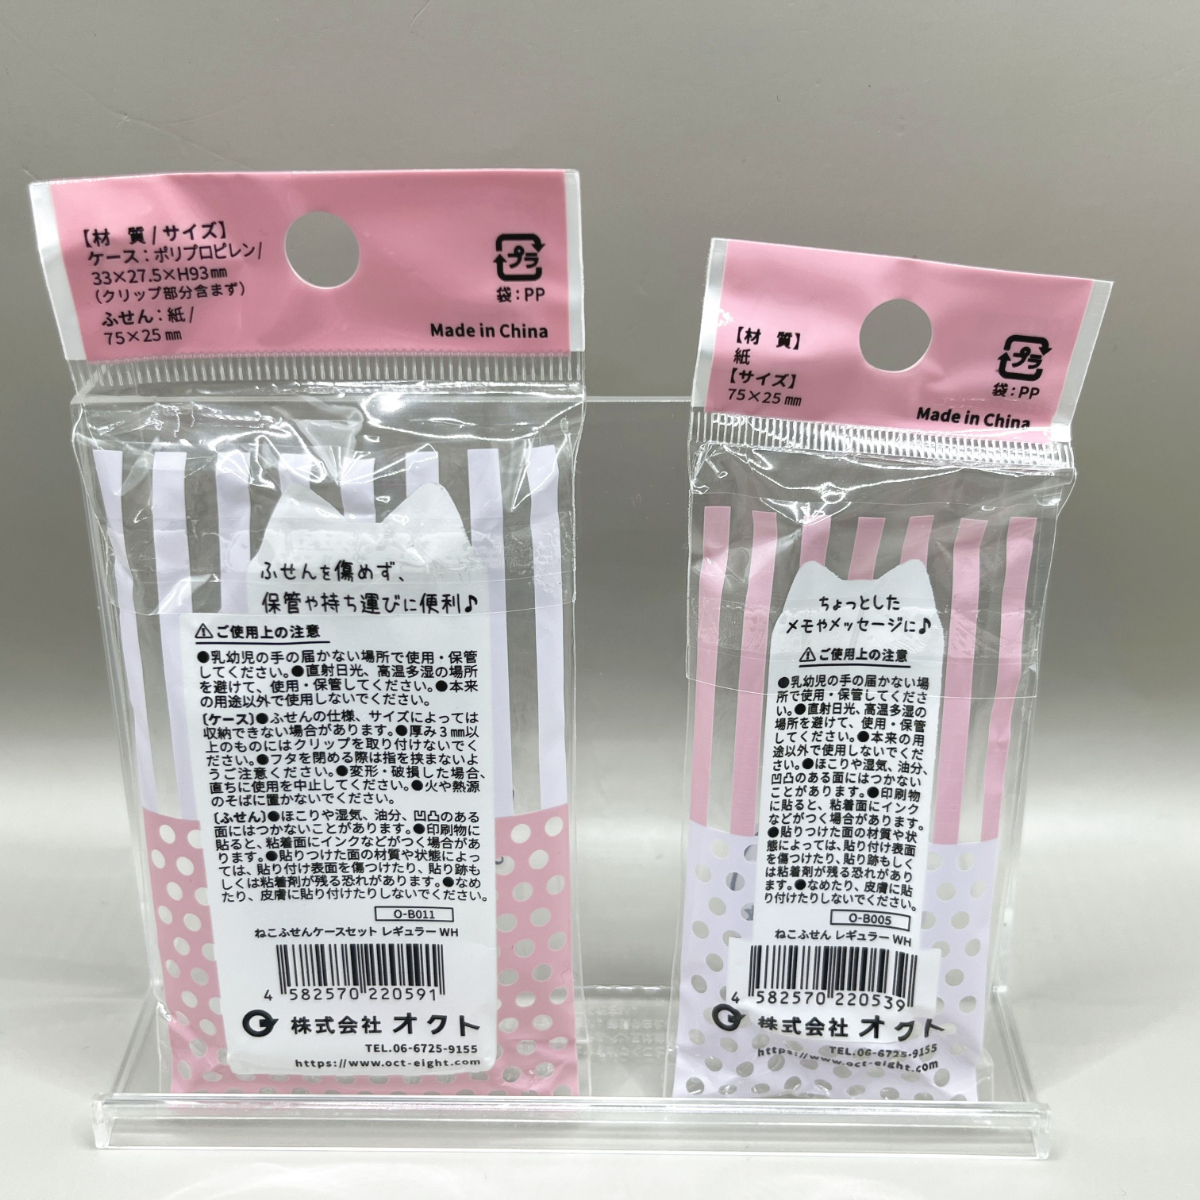 【材 質/サイズ】
ケース:ポリプロピレン/
33×27.5×H93㎜
(クリップ部分含まず)
ふせん:紙/
75×25㎜
プラ
袋:PP
Made in China
ふせんを傷めず、
保管や持ち運びに便利♪
ご使用上の注意
●乳幼児の手の届かない場所で使用・保管
してください。●直射日光、高温多湿の場所
を避けて、使用・保管してください。●本来
の用途以外で使用しないでください。
[ケース]●ふせんの仕様、サイズによっては
収納できない場合があります。●厚み3㎜以
上のものにはクリップを取り付けないでく
ださい。●フタを閉める際は指を挟まないよ
うご注意ください。●変形・破損した場合、
直ちに使用を中止してください。●火や熱源
のそばに置かないでください。
[ふせん]●ほこりや湿気、油分、凹凸のある
面にはつかないことがあります。●印刷物に
貼ると、粘着面にインクなどがつく場合があ
ります。●貼りつけた面の材質や状態によっ
ては、貼り付け表面を傷つけたり、貼り跡も
しくは粘着剤が残る恐れがあります。●なめ
たり、皮膚に貼り付けたりしないでください。
O-B011
ねこふせんケースセット レギュラー WH
4 582570 220591
株式会社 オクト
TEL.06-6725-9155
https://www.oct-eight.com
【材 質】
紙
【サイズ】
75×25㎜
プラ
袋:PP
Made in China
ちょっとした
メモやメッセージに♪
ご使用上の注意
●乳幼児の手の届かない場
所で使用・保管してくださ
い。●直射日光、高温多湿の
場所を避けて、使用・保管
してください。●本来の用
途以外で使用しないでくだ
さい。●ほこりや湿気、油分、
凹凸のある面にはつかない
ことがあります。●印刷物
に貼ると、粘着面にインク
などがつく場合があります。
●貼りつけた面の材質や状
態によっては、貼り付け表面
を傷つけたり、貼り跡もしく
は粘着剤が残る恐れがあり
ます。●なめたり、皮膚に貼
り付けたりしないでください。
O-B005
ねこふせん レギュラー WH
4 582570 220539
株式会社 オクト
TEL.06-6725-9155
https://www.oct-eight.com